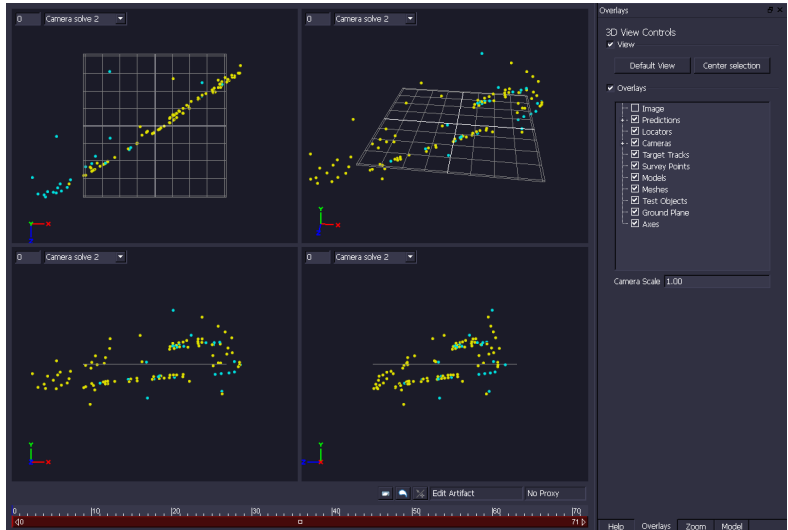 Overlays
0 Camera solve 2
0 Camera solve 2
3D View Controls
View
Default View Center selection
Overlays
Image
Predictions
Locators
Cameras
Target Tracks
Survey Points
Models
Meshes
Test Objects
Ground Plane
Axes
Y
X
Y
X
0 Camera solve 2
0 Camera solve 2
Camera Scale 1.00
Y
X
Y
Edit Artifact No Proxy
0 10 20 30 40 50 60 70
0 71
Help Overlays Zoom Model